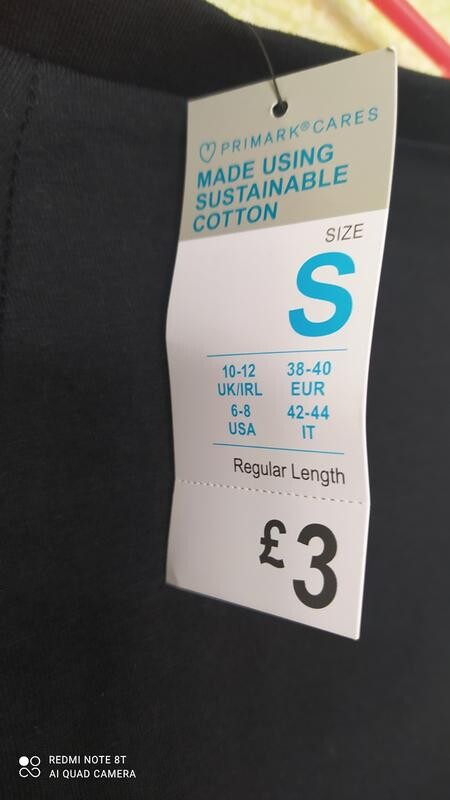 PRIMARK®CARES
MADE USING
SUSTAINABLE
COTTON
SIZE
S
10-12 38-40
UK/IRL EUR
6-8 42-44
USA IT
Regular Length
£3
REDMI NOTE 8T
AI QUAD CAMERA